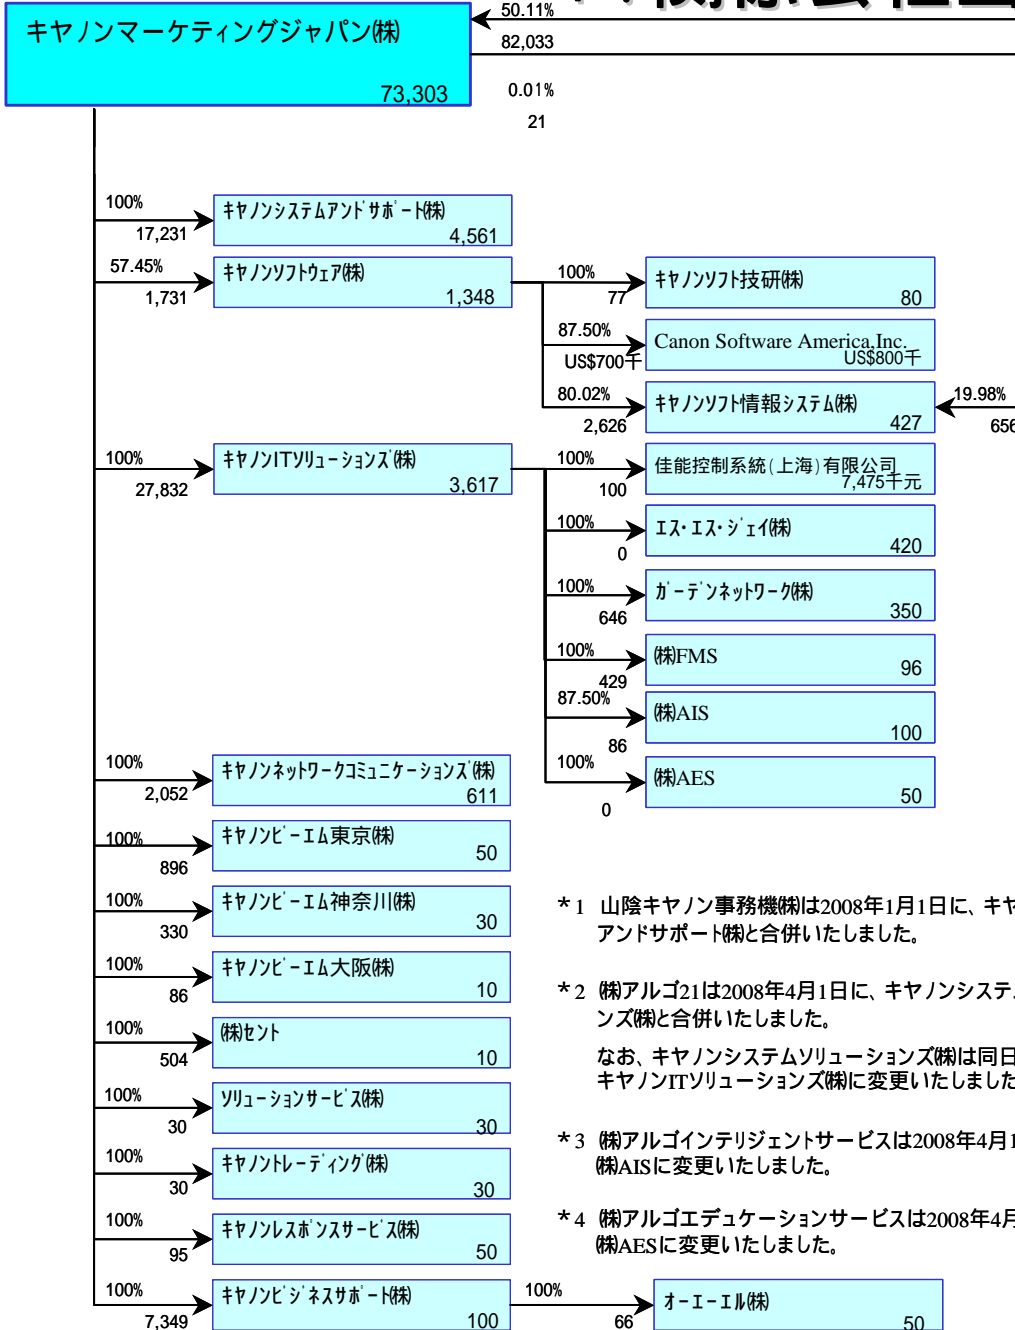 キヤノンマーケティングジャパン㈱
73,303
50.11%
82,033
0.01%
21
100%
17,231
キヤノンシステムアンドサポート㈱
4,561
57.45%
1,731
キヤノンソフトウェア㈱
1,348
100%
77
キヤノンソフト技研㈱
80
87.50%
US$700千
Canon Software America,Inc.
US$800千
80.02%
2,626
キヤノンソフト情報システム㈱
427
19.98%
656
100%
27,832
キヤノンITソリューションズ㈱
3,617
100%
100
佳能控制系統(上海)有限公司
7,475千元
100%
0
エス・エス・ジェイ㈱
420
100%
646
ガーデンネットワーク㈱
350
100%
429
㈱FMS
96
87.50%
86
㈱AIS
100
100%
0
㈱AES
50
100%
2,052
キヤノンネットワークコミュニケーションズ㈱
611
100%
896
キヤノンビーエム東京㈱
50
100%
330
キヤノンビーエム神奈川㈱
30
100%
86
キヤノンビーエム大阪㈱
10
100%
504
㈱セント
10
100%
30
ソリューションサービス㈱
30
100%
30
キヤノントレーディング㈱
30
100%
95
キヤノンレスポンスサービス㈱
50
100%
7,349
キヤノンビジネスサポート㈱
100
100%
66
オーエーエル㈱
50
*1 山陰キヤノン事務機㈱は2008年1月1日に、キヤ
アンドサポート㈱と合併いたしました。
*2 ㈱アルゴ21は2008年4月1日に、キヤノンシステ
ンズ㈱と合併いたしました。
なお、キヤノンシステムソリューションズ㈱は同日
キヤノンITソリューションズ㈱に変更いたしました
*3 ㈱アルゴインテリジェントサービスは2008年4月1
㈱AISに変更いたしました。
*4 ㈱アルゴエデュケーションサービスは2008年4月
㈱AESに変更いたしました。